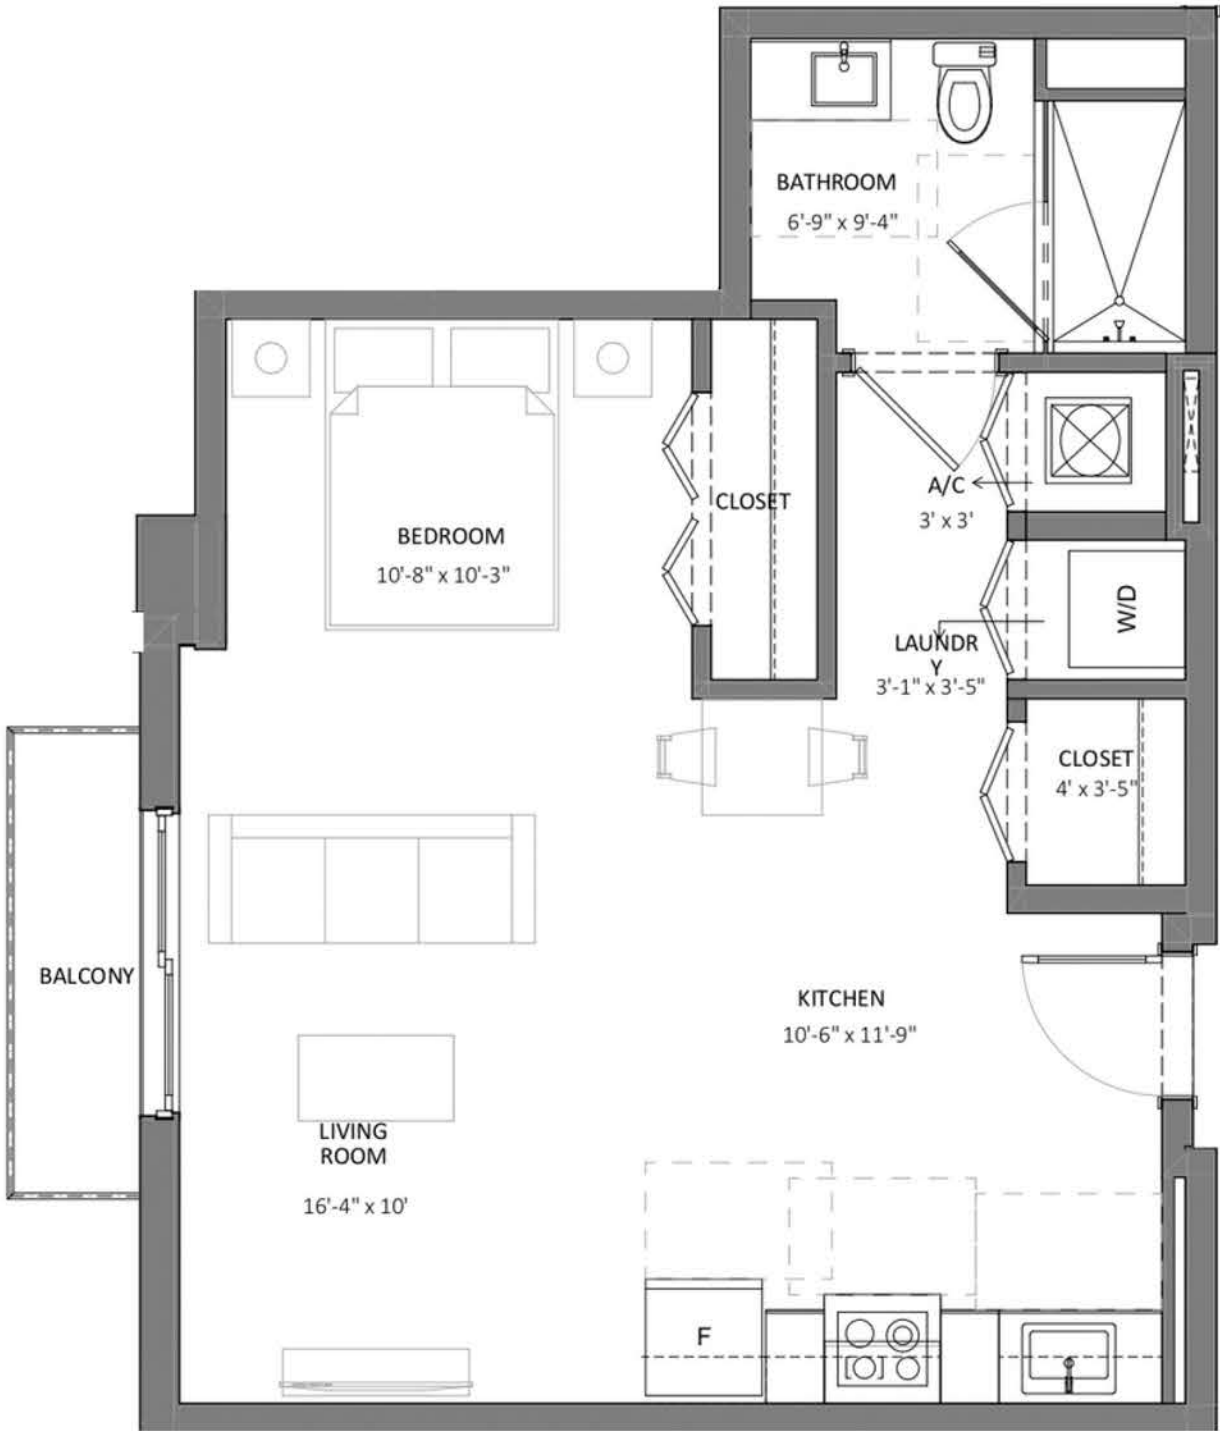 BATHROOM
6'-9" x 9'-4"
A/C
3' x 3'
CLOSET
BEDROOM
10'-8" x 10'-3"
W/D
LAUNDR
Y
3'-1" x 3'-5"
CLOSET
4' x 3'-5"
BALCONY
KITCHEN
10'-6" x 11'-9"
LIVING
ROOM
16'-4" x 10'
F